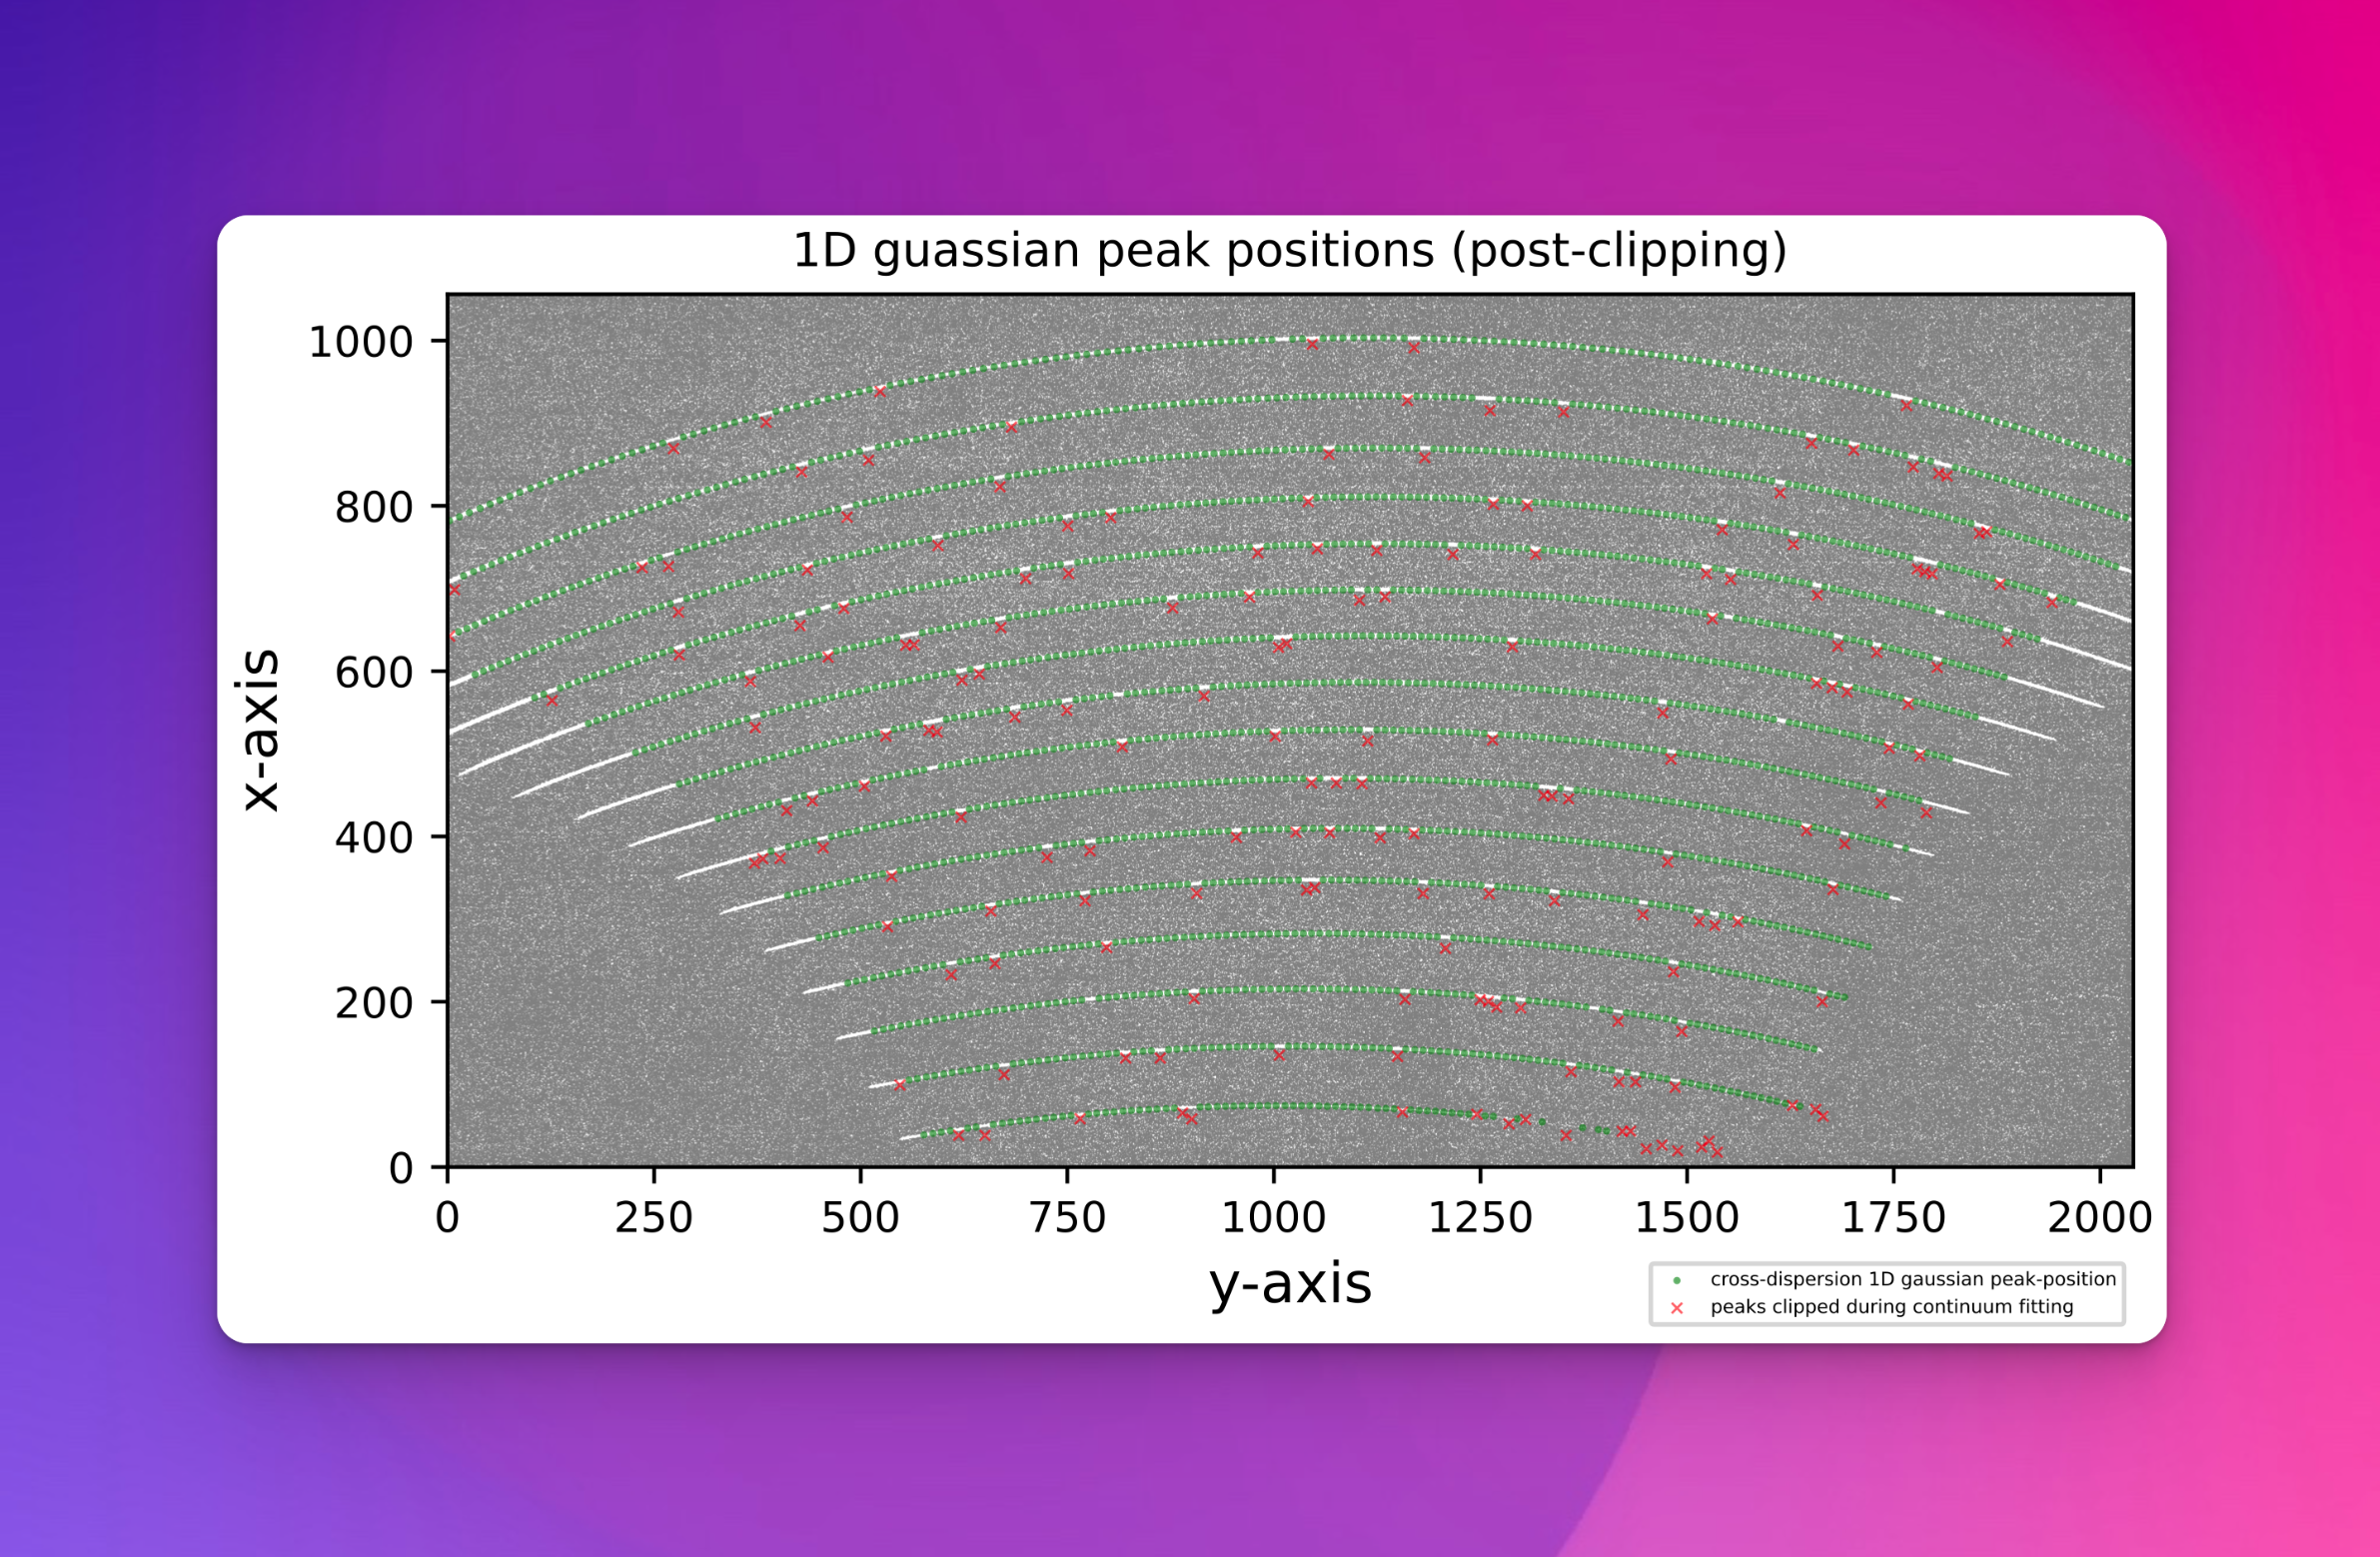 1D guassian peak positions (post-clipping)
1000
800
600
400
200
0
x-axis
0 250 500 750 1000 1250 1500 1750 2000
y-axis
cross-dispersion 1D gaussian peak-position
peaks clipped during continuum fitting